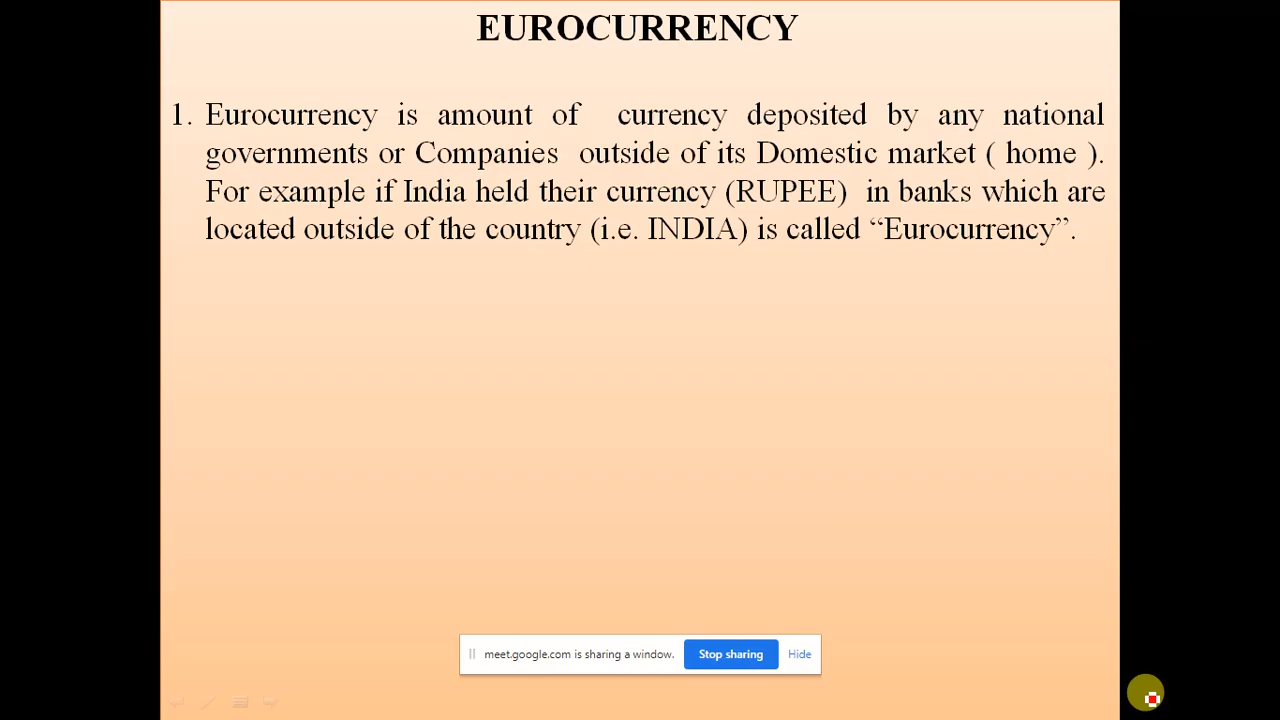 EUROCURRENCY
1. Eurocurrency is amount of currency deposited by any national
governments or Companies outside of its Domestic market ( home ).
For example if India held their currency (RUPEE) in banks which are
located outside of the country (i.e. INDIA) is called “Eurocurrency”.
meet.google.com is sharing a window. Stop sharing Hide